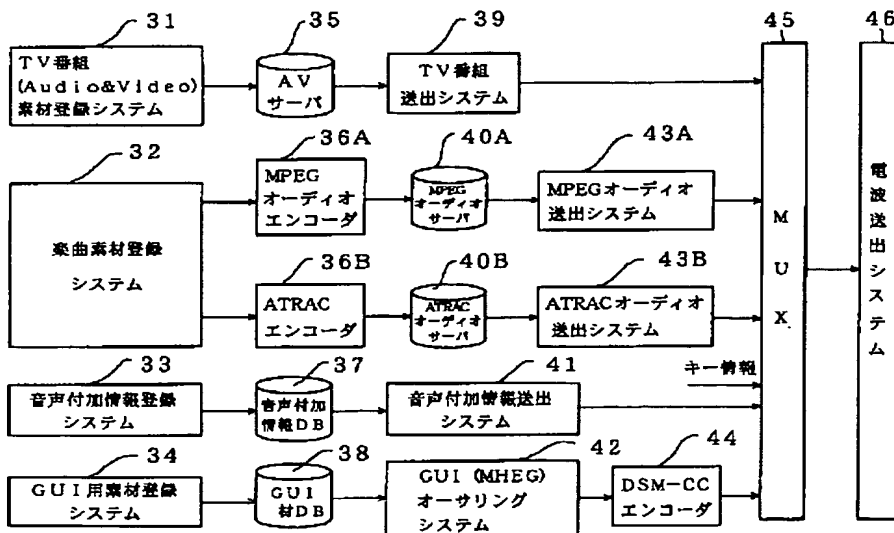 31
TV番組
(Audio&Video)
素材登録システム
35
AV
サーバ
39
TV番組
送出システム
45
MUX
46
電波送出システム
32
楽曲素材登録
システム
36A
MPEG
オーディオ
エンコーダ
40A
MPEG
オーディオ
サーバ
43A
MPEGオーディオ
送出システム
36B
ATRAC
エンコーダ
40B
ATRAC
オーディオ
サーバ
43B
ATRACオーディオ
送出システム
キー情報
33
音声付加情報登録
システム
37
音声付加
情報DB
41
音声付加情報送出
システム
34
GUI用素材登録
システム
38
GUI
材DB
42
GUI(MHEG)
オーサリング
システム
44
DSM-CC
エンコーダ